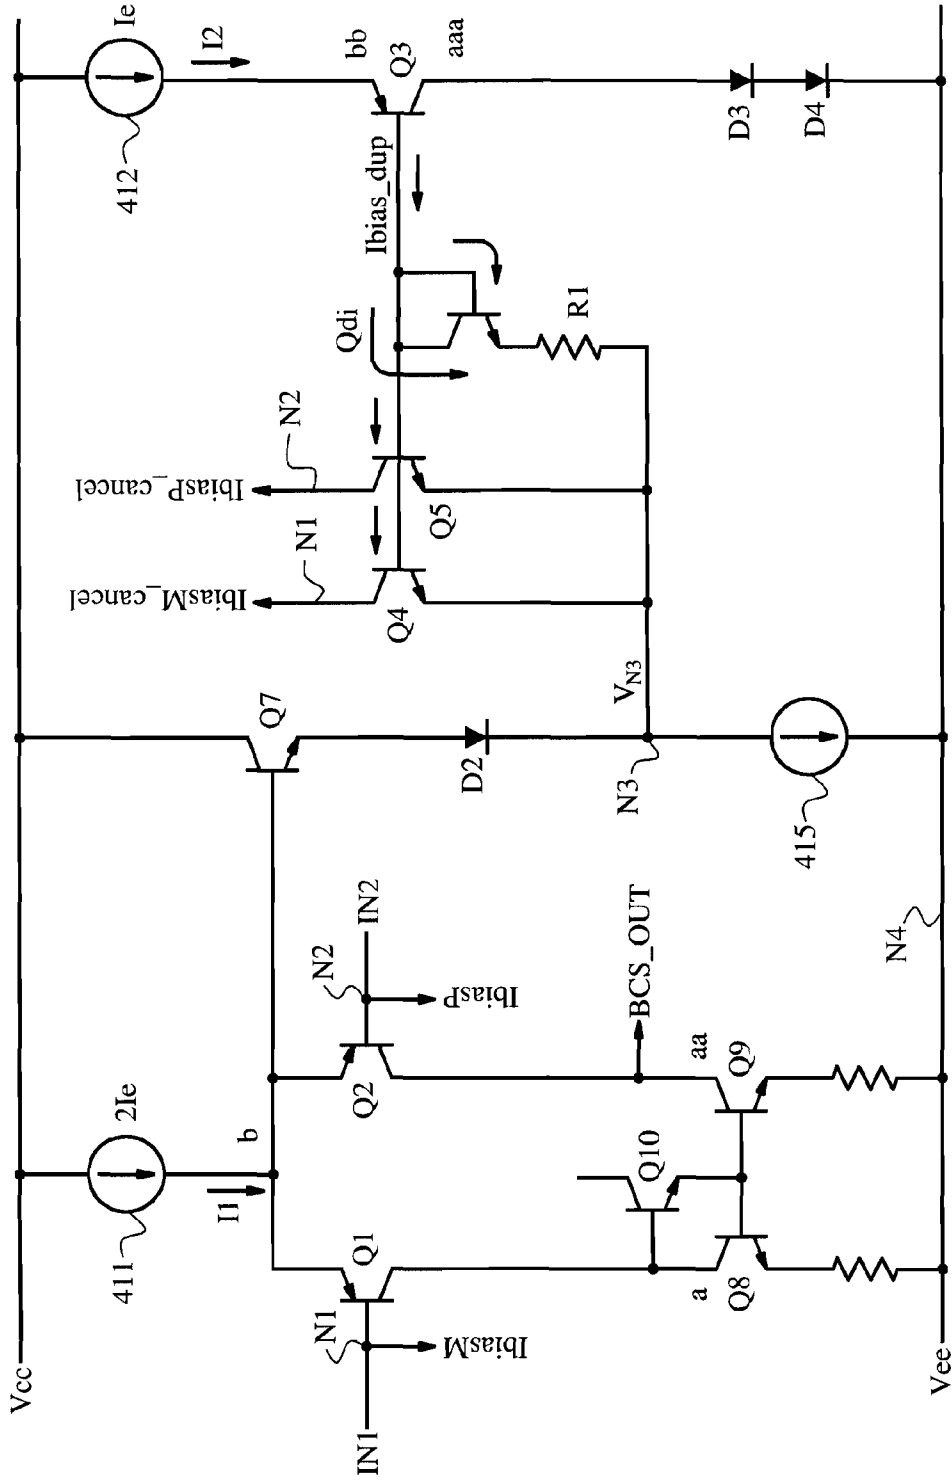 Vcc
411
2Ie
I1
b
412
Ie
I2
bb
Q3
aaa
Ibias_dup
Qdi
R1
D3
D4
IbiasP_cancel
N2
Q5
IbiasM_cancel
N1
Q4
Q7
D2
VN3
N3
415
IN1
N1
Q1
IbiasM
Q2
N2
IN2
IbiasP
BCS_OUT
Q10
a
Q8
aa
Q9
N4
Vee